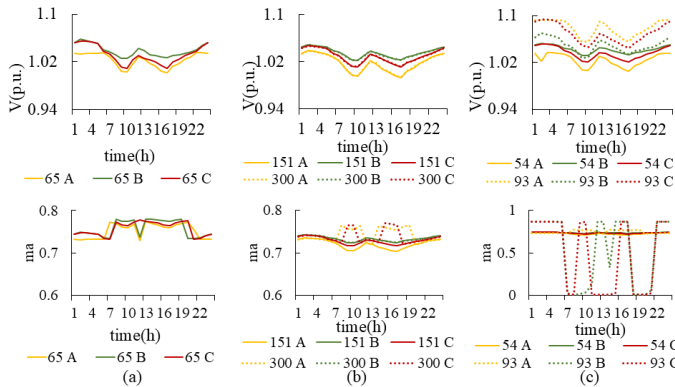 1.1
1.02
0.94
V(p.u.)
1 4 7 10 13 16 19 22
time(h)
65 A 65 B 65 C
1.1
1.02
0.94
V(p.u.)
1 4 7 10 13 16 19 22
time(h)
151 A 151 B 151 C
300 A 300 B 300 C
1.1
1.02
0.94
V(p.u.)
1 4 7 10 13 16 19 22
time(h)
54 A 54 B 54 C
93 A 93 B 93 C
0.8
0.7
0.6
ma
1 4 7 10 13 16 19 22
time(h)
65 A 65 B 65 C
(a)
0.8
0.7
0.6
ma
1 4 7 10 13 16 19 22
time(h)
151 A 151 B 151 C
300 A 300 B 300 C
(b)
1
0.5
0
ma
1 4 7 10 13 16 19 22
time(h)
54 A 54 B 54 C
93 A 93 B 93 C
(c)